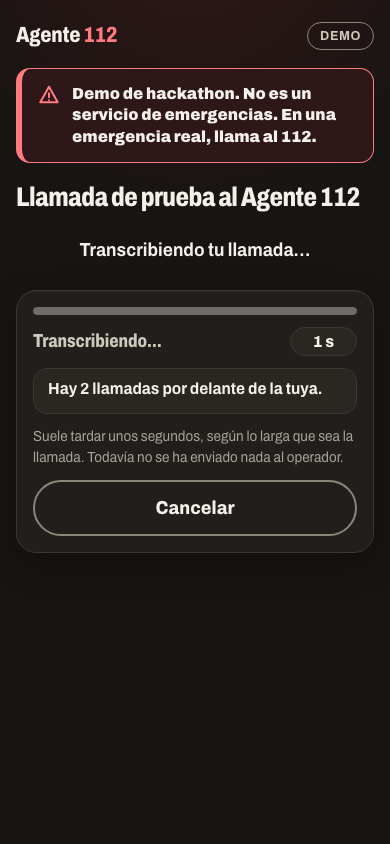 Agente 112
DEMO
Demo de hackathon. No es un
servicio de emergencias. En una
emergencia real, llama al 112.
Llamada de prueba al Agente 112
Transcribiendo tu llamada…
Transcribiendo…
1 s
Hay 2 llamadas por delante de la tuya.
Suele tardar unos segundos, según lo larga que sea la
llamada. Todavía no se ha enviado nada al operador.
Cancelar